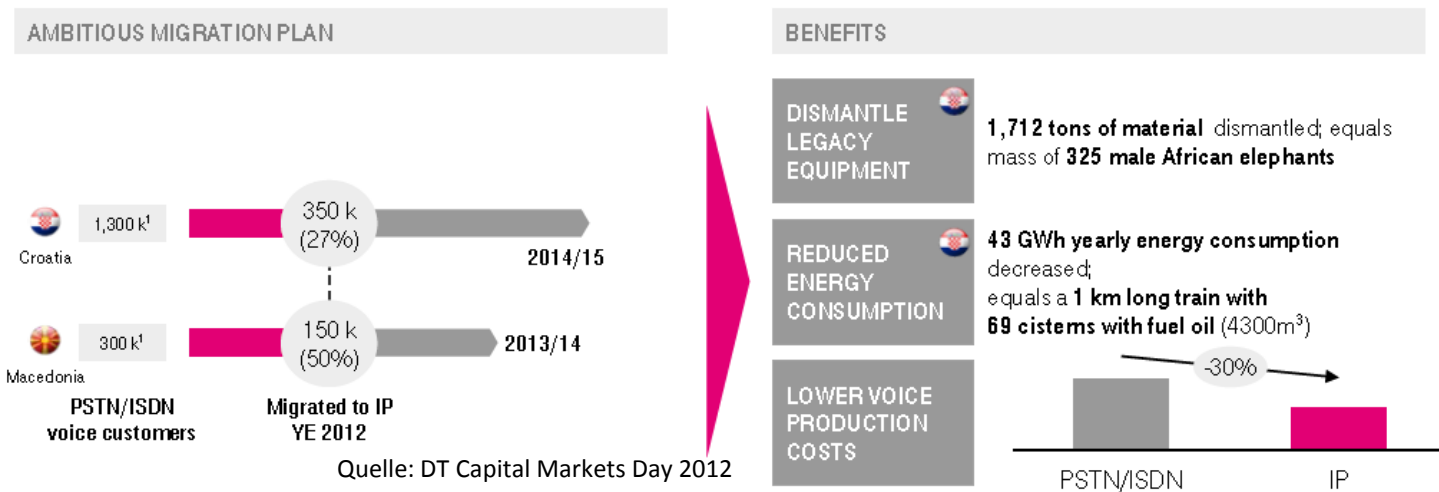 AMBITIOUS MIGRATION PLAN
1,300 k¹
Croatia
350 k
(27%)
2014/15
300 k¹
Macedonia
150 k
(50%)
2013/14
PSTN/ISDN
voice customers
Migrated to IP
YE 2012
Quelle: DT Capital Markets Day 2012
BENEFITS
DISMANTLE
LEGACY
EQUIPMENT
1,712 tons of material dismantled; equals
mass of 325 male African elephants
REDUCED
ENERGY
CONSUMPTION
43 GWh yearly energy consumption
decreased;
equals a 1 km long train with
69 cisterns with fuel oil (4300m³)
LOWER VOICE
PRODUCTION
COSTS
-30%
PSTN/ISDN
IP